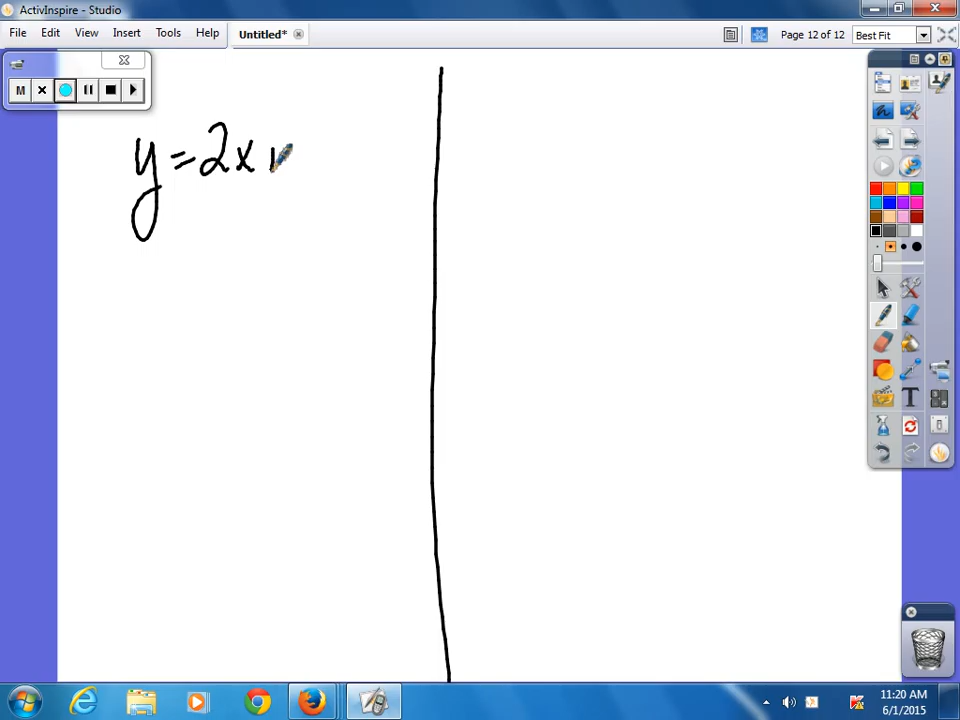 ActivInspire - Studio
File Edit View Insert Tools Help Untitled* Page 12 of 12 Best Fit
M
y = 2x
T
11:20 AM
6/1/2015